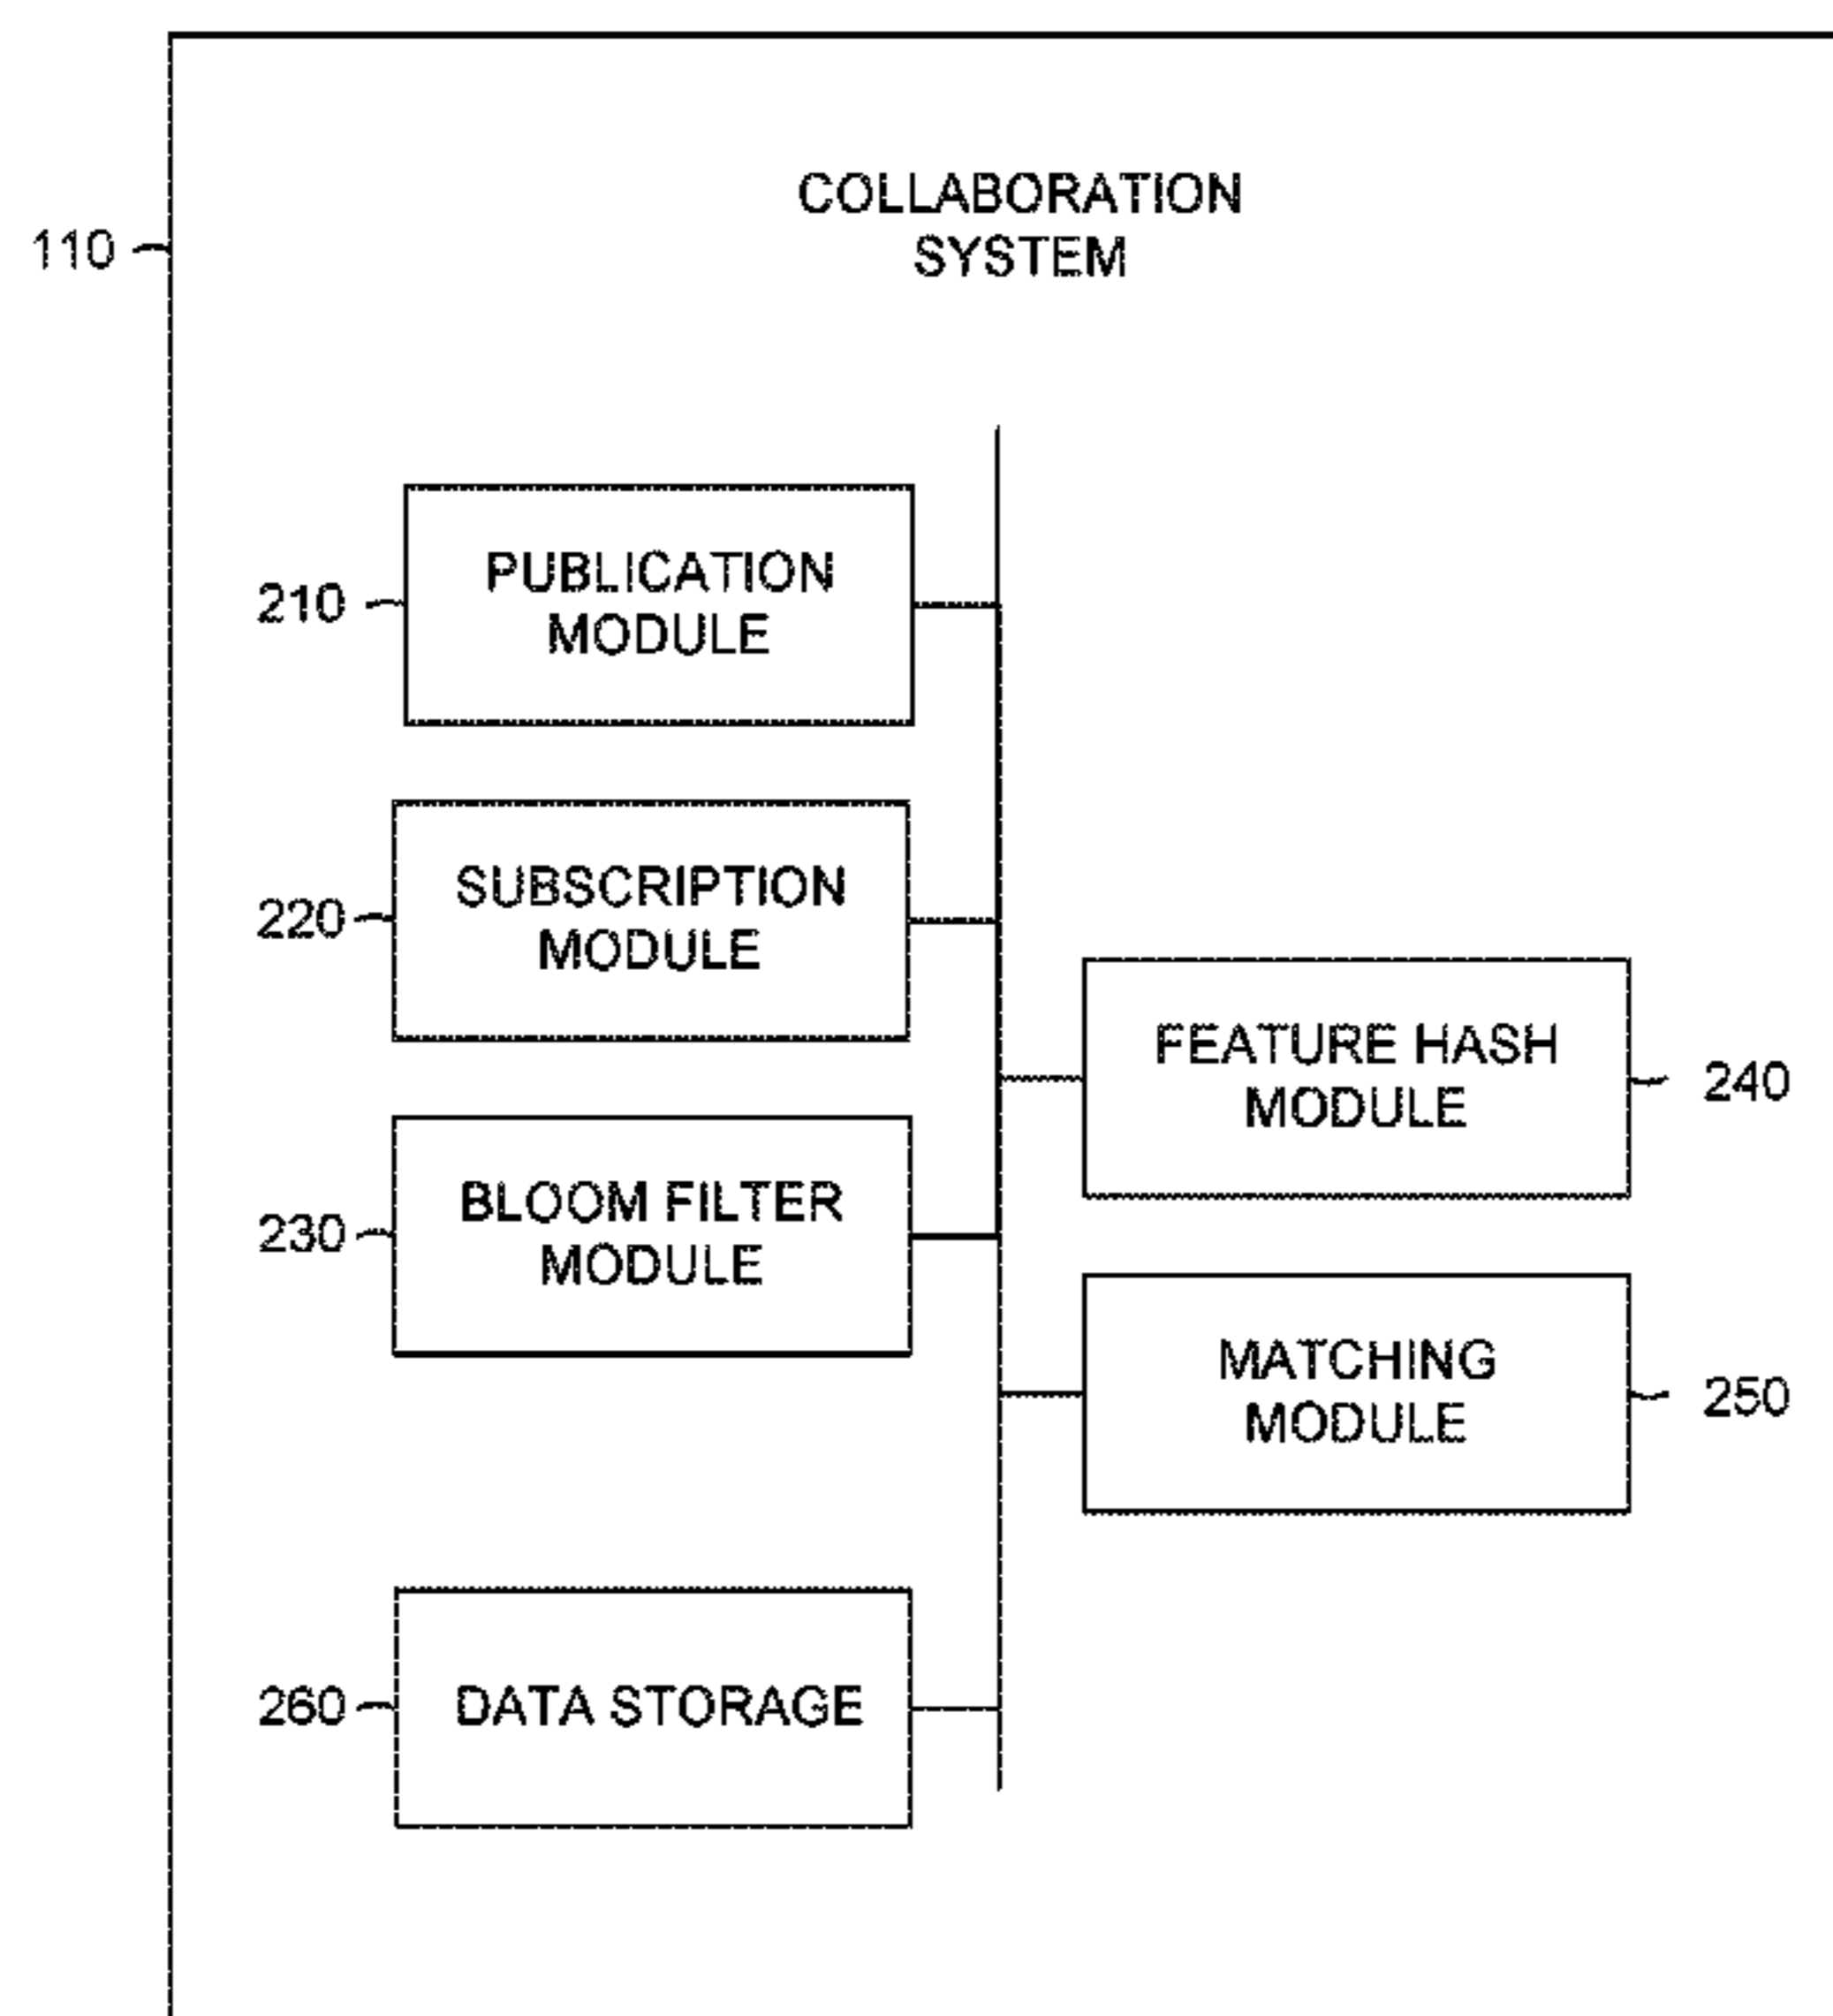 COLLABORATION
SYSTEM
110
PUBLICATION
MODULE
210
SUBSCRIPTION
MODULE
220
FEATURE HASH
MODULE
240
BLOOM FILTER
MODULE
230
MATCHING
MODULE
250
260
DATA STORAGE